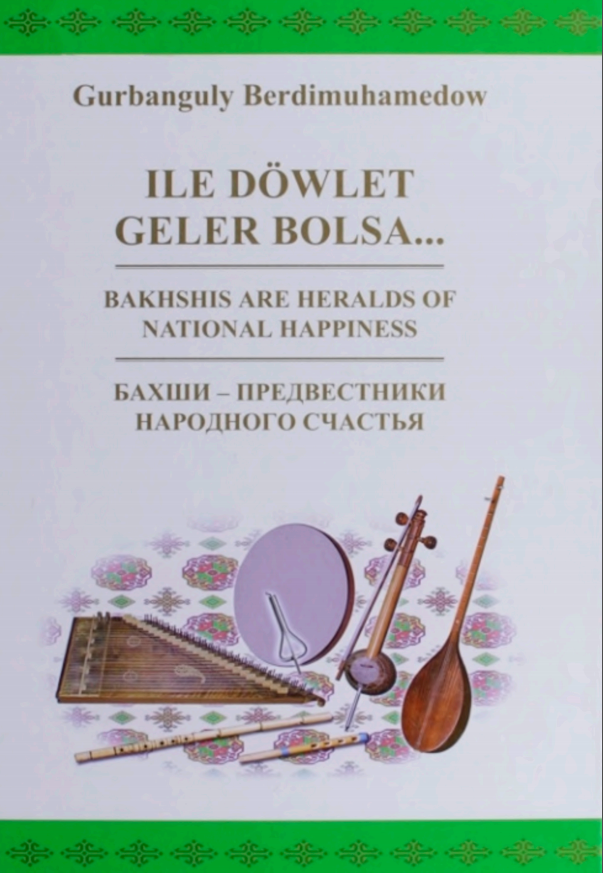 Gurbanguly Berdimuhamedow
ILE DÖWLET
GELER BOLSA...
BAKHSHIS ARE HERALDS OF
NATIONAL HAPPINESS
БАХШИ – ПРЕДВЕСТНИКИ
НАРОДНОГО СЧАСТЬЯ